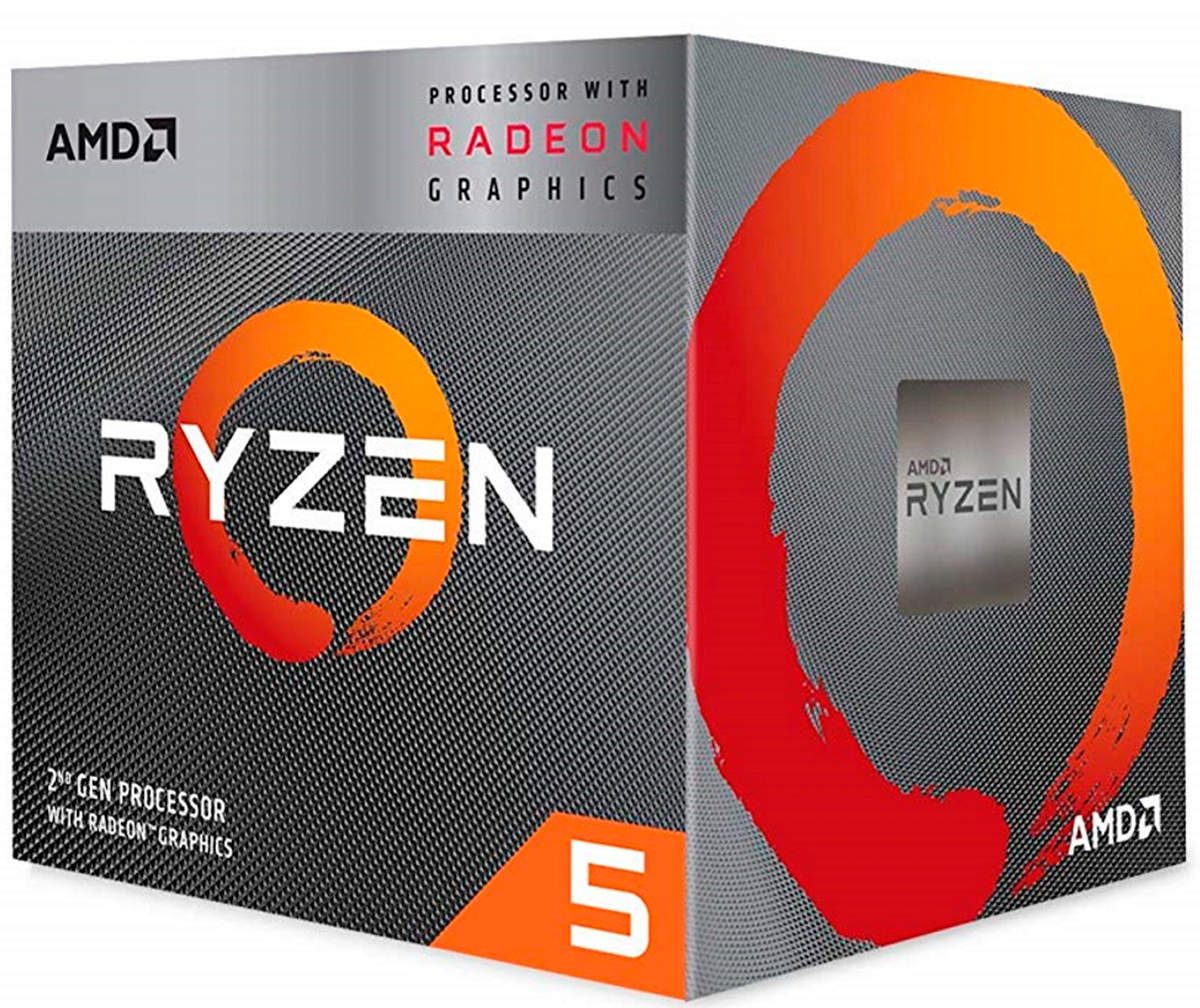 AMD
PROCESSOR WITH
RADEON
GRAPHICS
RYZEN
2ND GEN PROCESSOR
WITH RADEON™ GRAPHICS
5
AMD
RYZEN
AMD